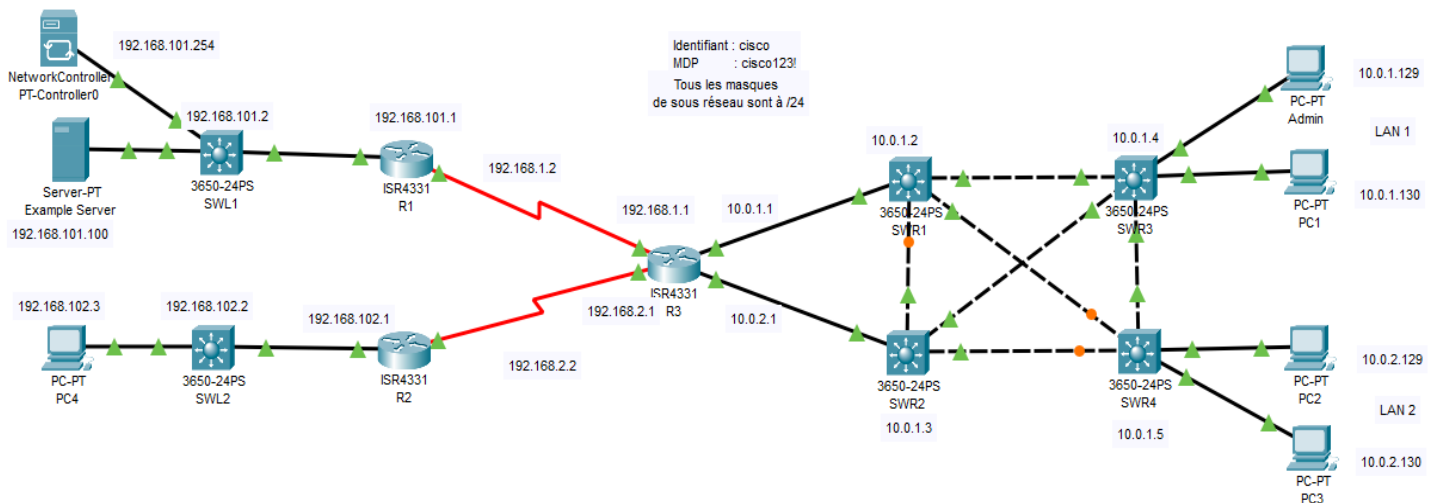 192.168.101.254
NetworkController
PT-Controller0
Identifiant : cisco
MDP : cisco123!
Tous les masques
de sous réseau sont à /24
192.168.101.2
192.168.101.1
Server-PT
Example Server
192.168.101.100
3650-24PS
SWL1
ISR4331
R1
192.168.1.2
192.168.1.1
10.0.1.1
10.0.1.2
3650-24PS
SWR1
10.0.1.4
3650-24PS
SWR3
PC-PT
Admin
10.0.1.129
LAN 1
PC-PT
PC1
10.0.1.130
192.168.102.3
PC-PT
PC4
192.168.102.2
3650-24PS
SWL2
192.168.102.1
ISR4331
R2
192.168.2.2
192.168.2.1
ISR4331
R3
10.0.2.1
3650-24PS
SWR2
10.0.1.3
3650-24PS
SWR4
10.0.1.5
PC-PT
PC2
10.0.2.129
LAN 2
PC-PT
PC3
10.0.2.130